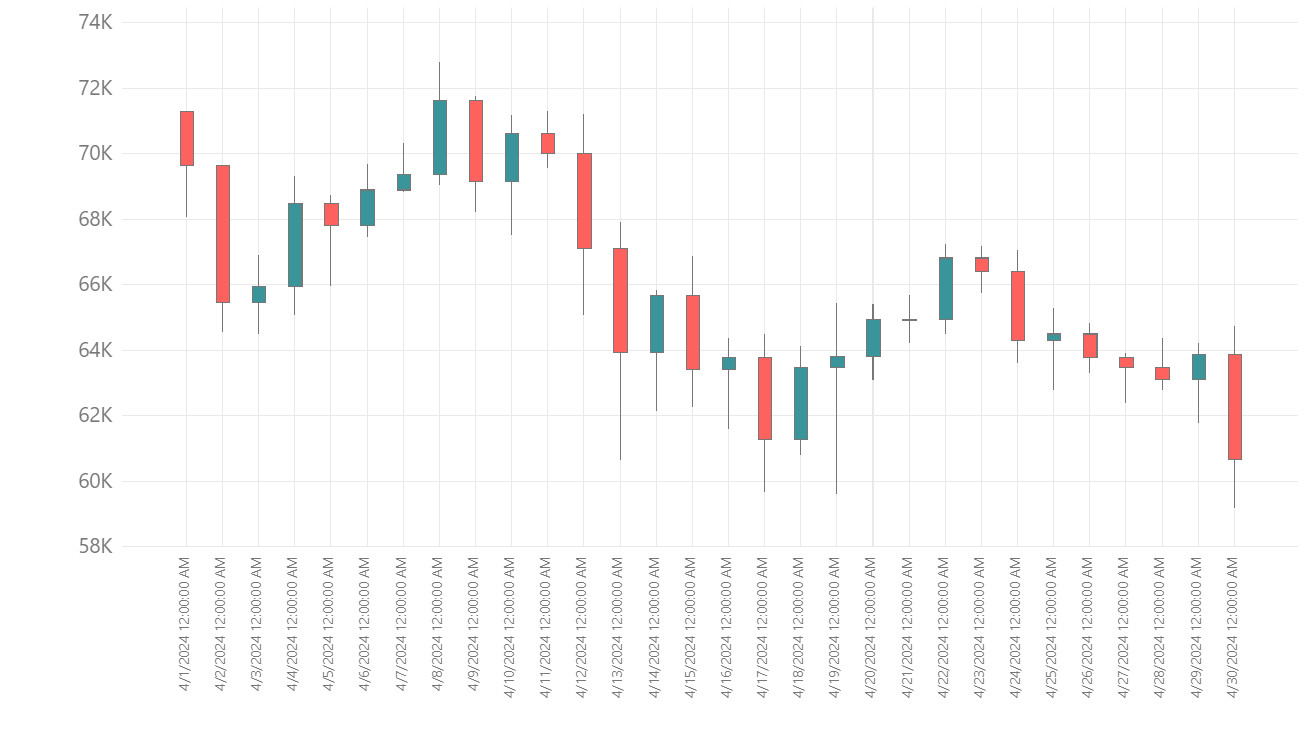 74K
72K
70K
68K
66K
64K
62K
60K
58K
4/1/2024 12:00:00 AM
4/2/2024 12:00:00 AM
4/3/2024 12:00:00 AM
4/4/2024 12:00:00 AM
4/5/2024 12:00:00 AM
4/6/2024 12:00:00 AM
4/7/2024 12:00:00 AM
4/8/2024 12:00:00 AM
4/9/2024 12:00:00 AM
4/10/2024 12:00:00 AM
4/11/2024 12:00:00 AM
4/12/2024 12:00:00 AM
4/13/2024 12:00:00 AM
4/14/2024 12:00:00 AM
4/15/2024 12:00:00 AM
4/16/2024 12:00:00 AM
4/17/2024 12:00:00 AM
4/18/2024 12:00:00 AM
4/19/2024 12:00:00 AM
4/20/2024 12:00:00 AM
4/21/2024 12:00:00 AM
4/22/2024 12:00:00 AM
4/23/2024 12:00:00 AM
4/24/2024 12:00:00 AM
4/25/2024 12:00:00 AM
4/26/2024 12:00:00 AM
4/27/2024 12:00:00 AM
4/28/2024 12:00:00 AM
4/29/2024 12:00:00 AM
4/30/2024 12:00:00 AM